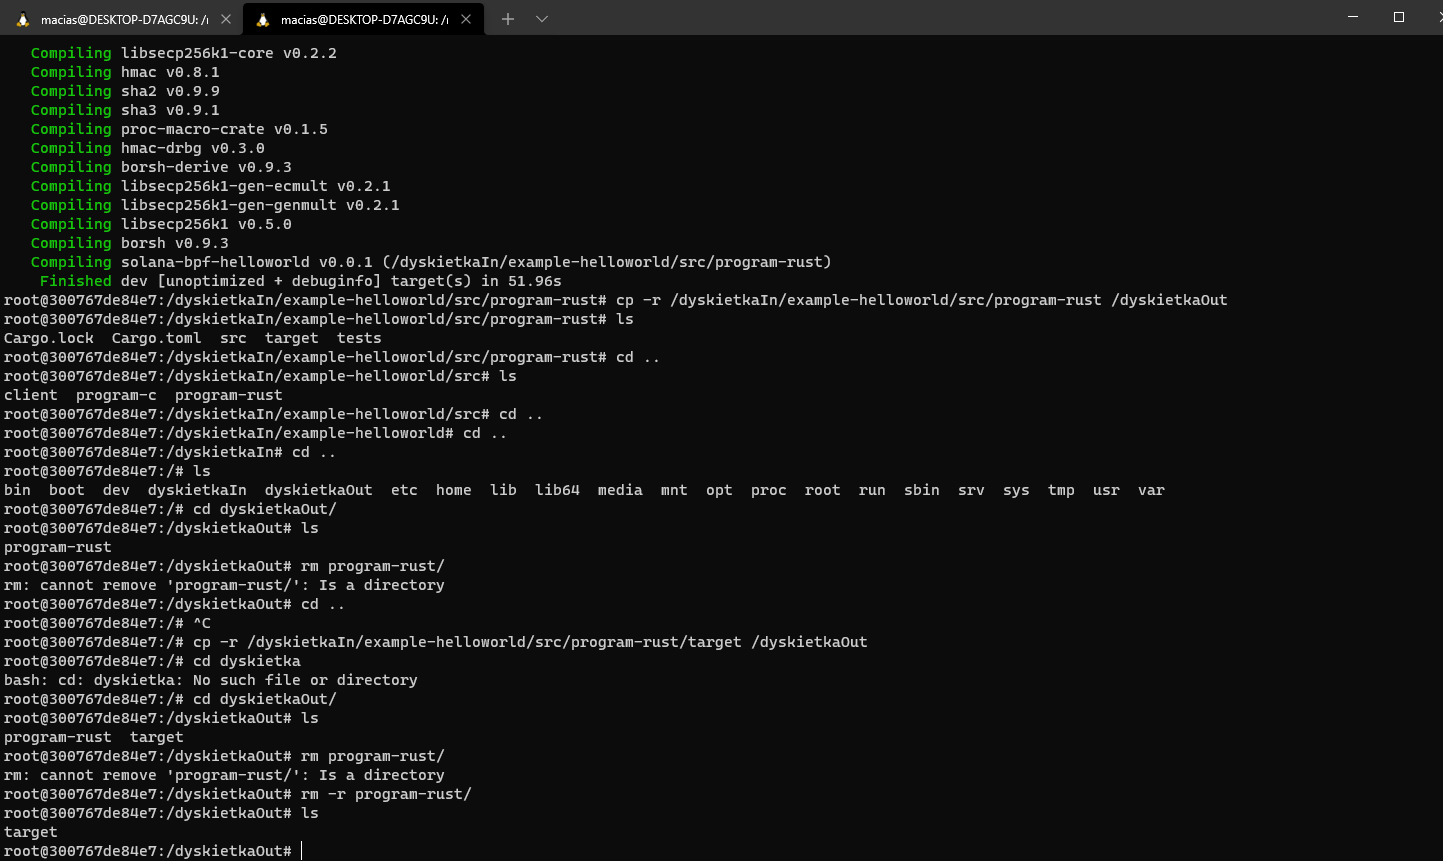 macias@DESKTOP-D7AGC9U: /
macias@DESKTOP-D7AGC9U: /
Compiling libsecp256k1-core v0.2.2
Compiling hmac v0.8.1
Compiling sha2 v0.9.9
Compiling sha3 v0.9.1
Compiling proc-macro-crate v0.1.5
Compiling hmac-drbg v0.3.0
Compiling borsh-derive v0.9.3
Compiling libsecp256k1-gen-ecmult v0.2.1
Compiling libsecp256k1-gen-genmult v0.2.1
Compiling libsecp256k1 v0.5.0
Compiling borsh v0.9.3
Compiling solana-bpf-helloworld v0.0.1 (/dyskietkaIn/example-helloworld/src/program-rust)
Finished dev [unoptimized + debuginfo] target(s) in 51.96s
root@300767de84e7:/dyskietkaIn/example-helloworld/src/program-rust# cp -r /dyskietkaIn/example-helloworld/src/program-rust /dyskietkaOut
root@300767de84e7:/dyskietkaIn/example-helloworld/src/program-rust# ls
Cargo.lock  Cargo.toml  src  target  tests
root@300767de84e7:/dyskietkaIn/example-helloworld/src/program-rust# cd ..
root@300767de84e7:/dyskietkaIn/example-helloworld/src# ls
client  program-c  program-rust
root@300767de84e7:/dyskietkaIn/example-helloworld/src# cd ..
root@300767de84e7:/dyskietkaIn/example-helloworld# cd ..
root@300767de84e7:/dyskietkaIn# cd ..
root@300767de84e7:/# ls
bin  boot  dev  dyskietkaIn  dyskietkaOut  etc  home  lib  lib64  media  mnt  opt  proc  root  run  sbin  srv  sys  tmp  usr  var
root@300767de84e7:/# cd dyskietkaOut/
root@300767de84e7:/dyskietkaOut# ls
program-rust
root@300767de84e7:/dyskietkaOut# rm program-rust/
rm: cannot remove 'program-rust/': Is a directory
root@300767de84e7:/dyskietkaOut# cd ..
root@300767de84e7:/# ^C
root@300767de84e7:/# cp -r /dyskietkaIn/example-helloworld/src/program-rust/target /dyskietkaOut
root@300767de84e7:/# cd dyskietka
bash: cd: dyskietka: No such file or directory
root@300767de84e7:/# cd dyskietkaOut/
root@300767de84e7:/dyskietkaOut# ls
program-rust  target
root@300767de84e7:/dyskietkaOut# rm program-rust/
rm: cannot remove 'program-rust/': Is a directory
root@300767de84e7:/dyskietkaOut# rm -r program-rust/
root@300767de84e7:/dyskietkaOut# ls
target
root@300767de84e7:/dyskietkaOut#